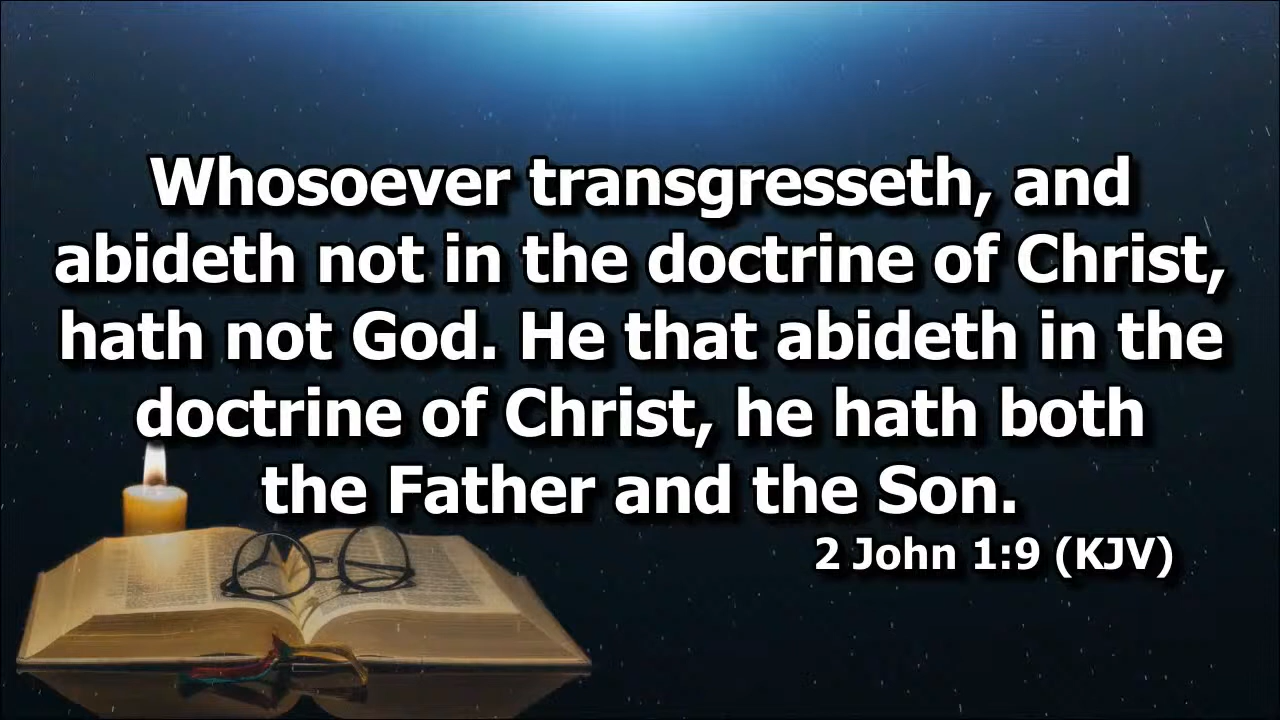 Whosoever transgresseth, and
abideth not in the doctrine of Christ,
hath not God. He that abideth in the
doctrine of Christ, he hath both
the Father and the Son.
2 John 1:9 (KJV)